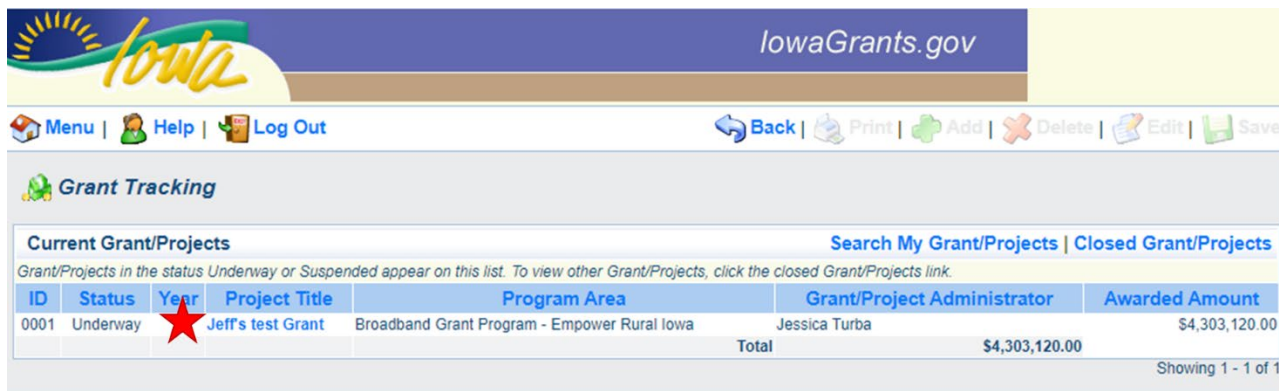 Iowa
IowaGrants.gov
Menu | Help | Log Out Back | Print | Add | Delete | Edit | Save
Grant Tracking
Current Grant/Projects Search My Grant/Projects | Closed Grant/Projects
Grant/Projects in the status Underway or Suspended appear on this list. To view other Grant/Projects, click the closed Grant/Projects link.
ID Status Year Project Title Program Area Grant/Project Administrator Awarded Amount
0001 Underway Jeff's test Grant Broadband Grant Program - Empower Rural Iowa Jessica Turba $4,303,120.00
Total $4,303,120.00
Showing 1 - 1 of 1